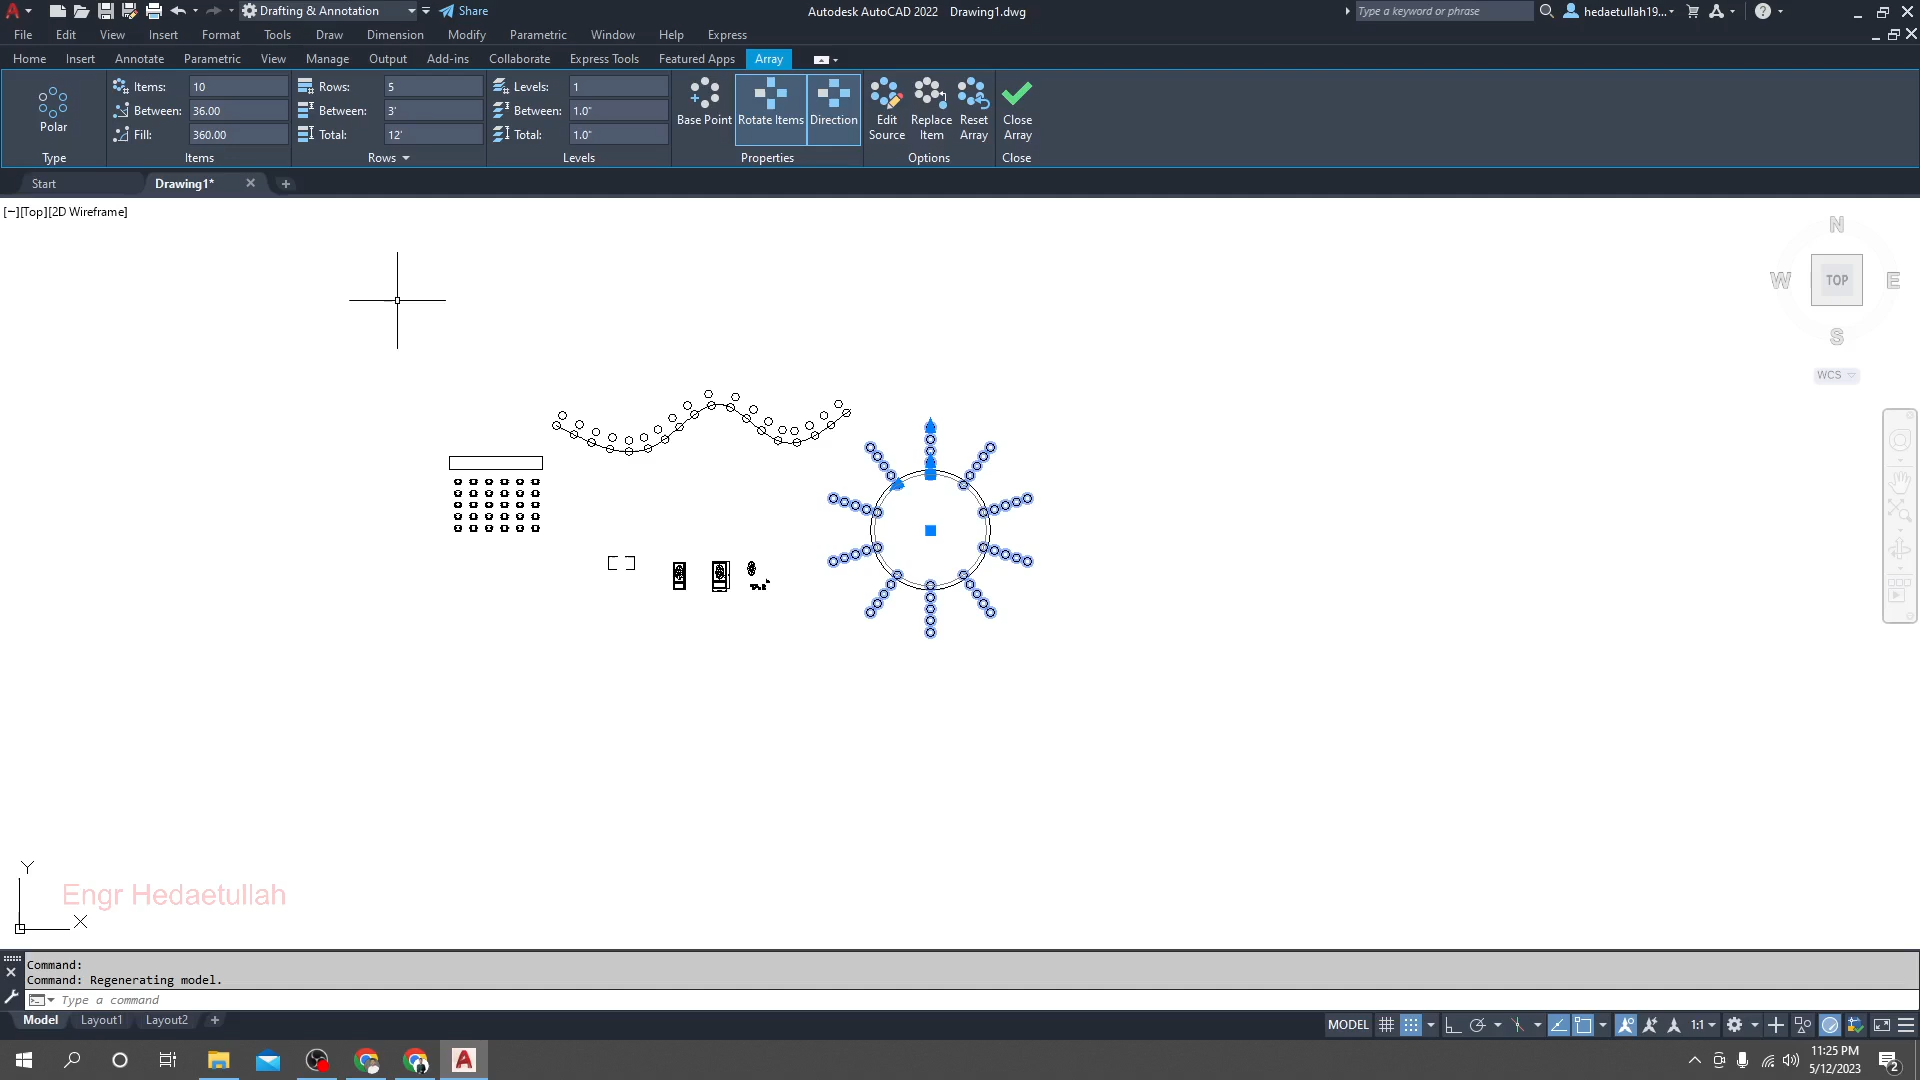 Drafting & Annotation
Share
Autodesk AutoCAD 2022 Drawing1.dwg
Type a keyword or phrase
hedaetullah19...
File Edit View Insert Format Tools Draw Dimension Modify Parametric Window Help Express
Home Insert Annotate Parametric View Manage Output Add-ins Collaborate Express Tools Featured Apps Array
Items: 10 Rows: 5 Levels: 1
Between: 36.00 Between: 3' Between: 1.0"
Fill: 360.00 Total: 12' Total: 1.0"
Polar
Base Point Rotate Items Direction
Edit Source
Replace Item
Reset Array
Close Array
Type Items Rows Levels Properties Options Close
Start Drawing1*
[−][Top][2D Wireframe]
N
W TOP E
S
WCS
Y
X
Engr Hedaetullah
Command:
Command: Regenerating model.
Type a command
Model Layout1 Layout2
MODEL 1:1
11:25 PM
5/12/2023
2